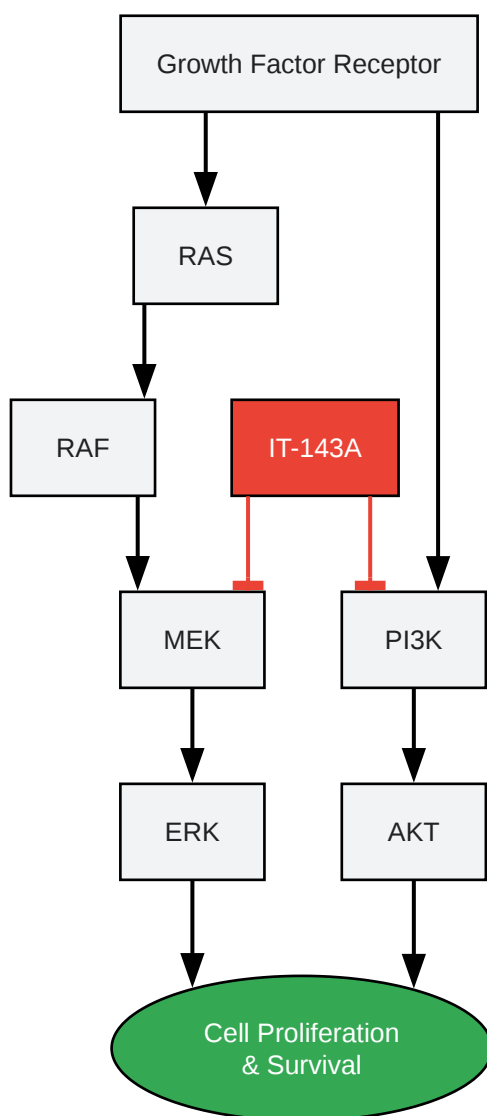 Growth Factor Receptor
RAS
RAF
IT-143A
MEK
PI3K
ERK
AKT
Cell Proliferation
& Survival